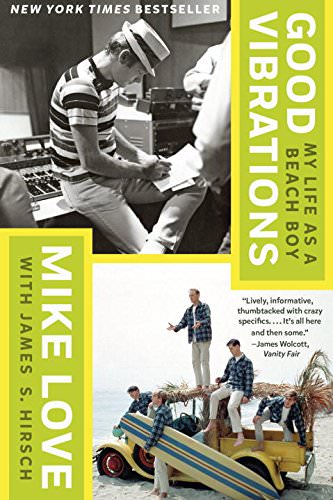 NEW YORK TIMES BESTSELLER
GOOD
VIBRATIONS
MY LIFE AS A
BEACH BOY
MIKE LOVE
WITH JAMES S. HIRSCH
"Lively, informative,
thumbtacked with crazy
specifics. . . . It's all here
and then some."
–James Wolcott,
Vanity Fair